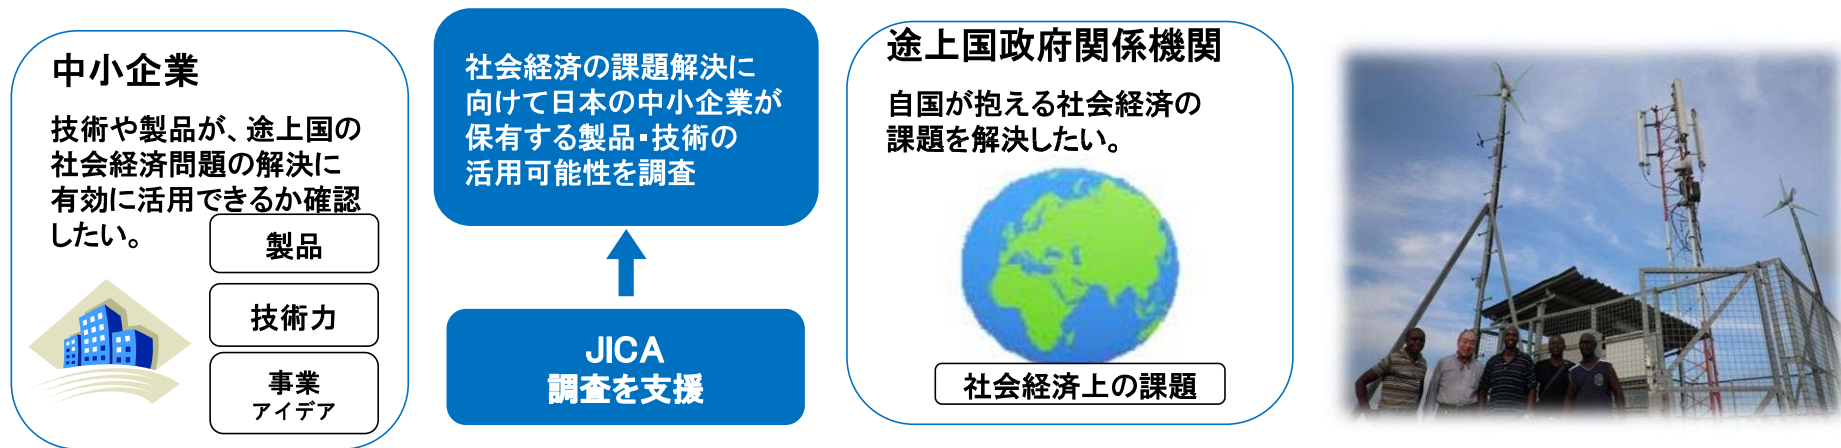 中小企業
技術や製品が、途上国の
社会経済問題の解決に
有効に活用できるか確認
したい。
製品
技術力
事業
アイデア
社会経済の課題解決に
向けて日本の中小企業が
保有する製品・技術の
活用可能性を調査
JICA
調査を支援
途上国政府関係機関
自国が抱える社会経済の
課題を解決したい。
社会経済上の課題